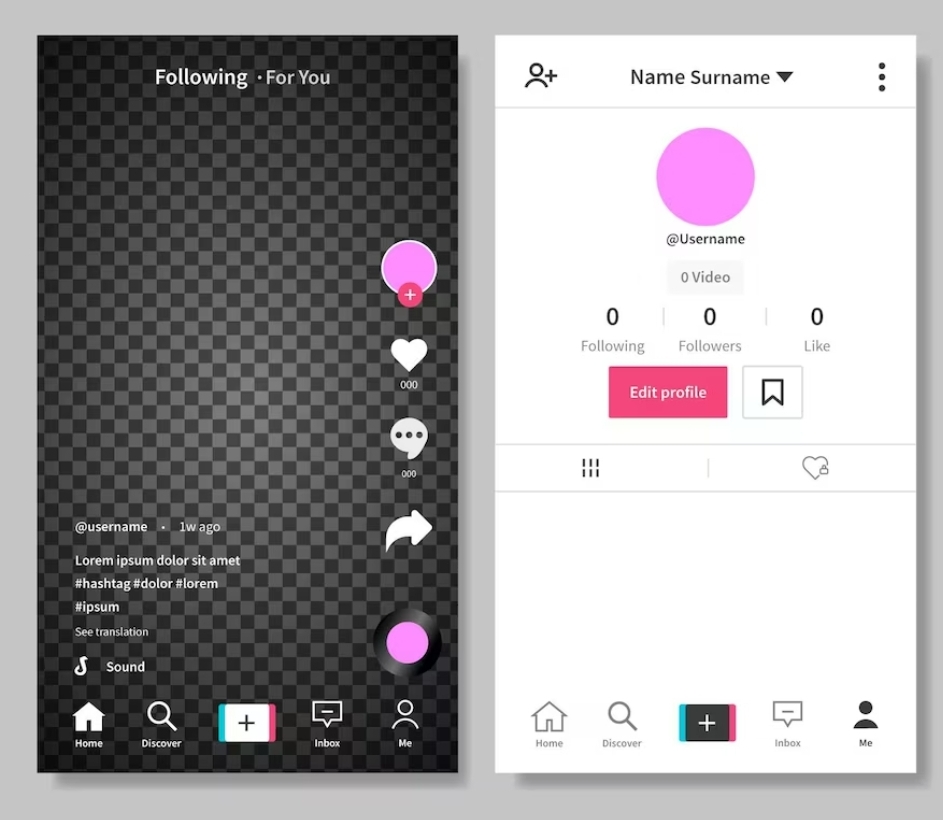 Following · For You
000
000
@username · 1w ago
Lorem ipsum dolor sit amet
#hashtag #dolor #lorem
#ipsum
See translation
Sound
Home Discover Inbox Me
Name Surname
@Username
0 Video
0 0 0
Following Followers Like
Edit profile
Home Discover Inbox Me